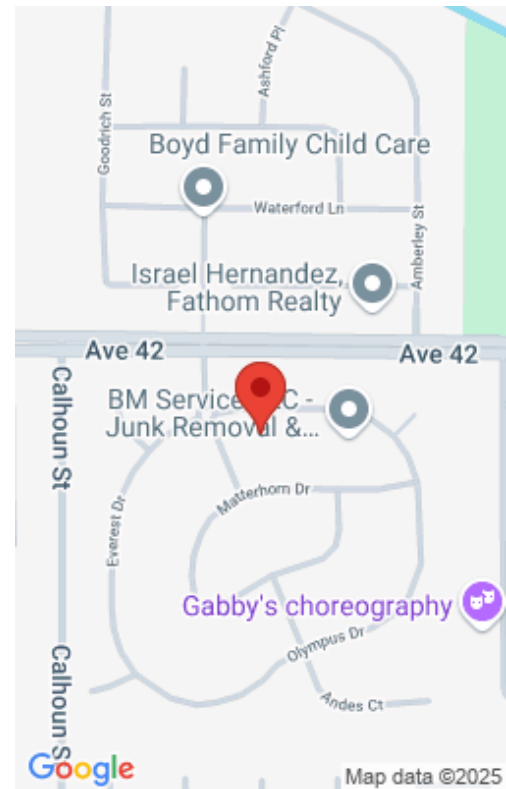 Ashford Pl
Goodrich St
Boyd Family Child Care
Waterford Ln
Amberley St
Israel Hernandez,
Fathom Realty
Ave 42
Ave 42
Calhoun St
BM Service
C -
Junk Removal &...
Matterhorn Dr
Everest Dr
Gabby's choreography
Olympus Dr
Calhoun S
Andes Ct
Google
Map data ©2025